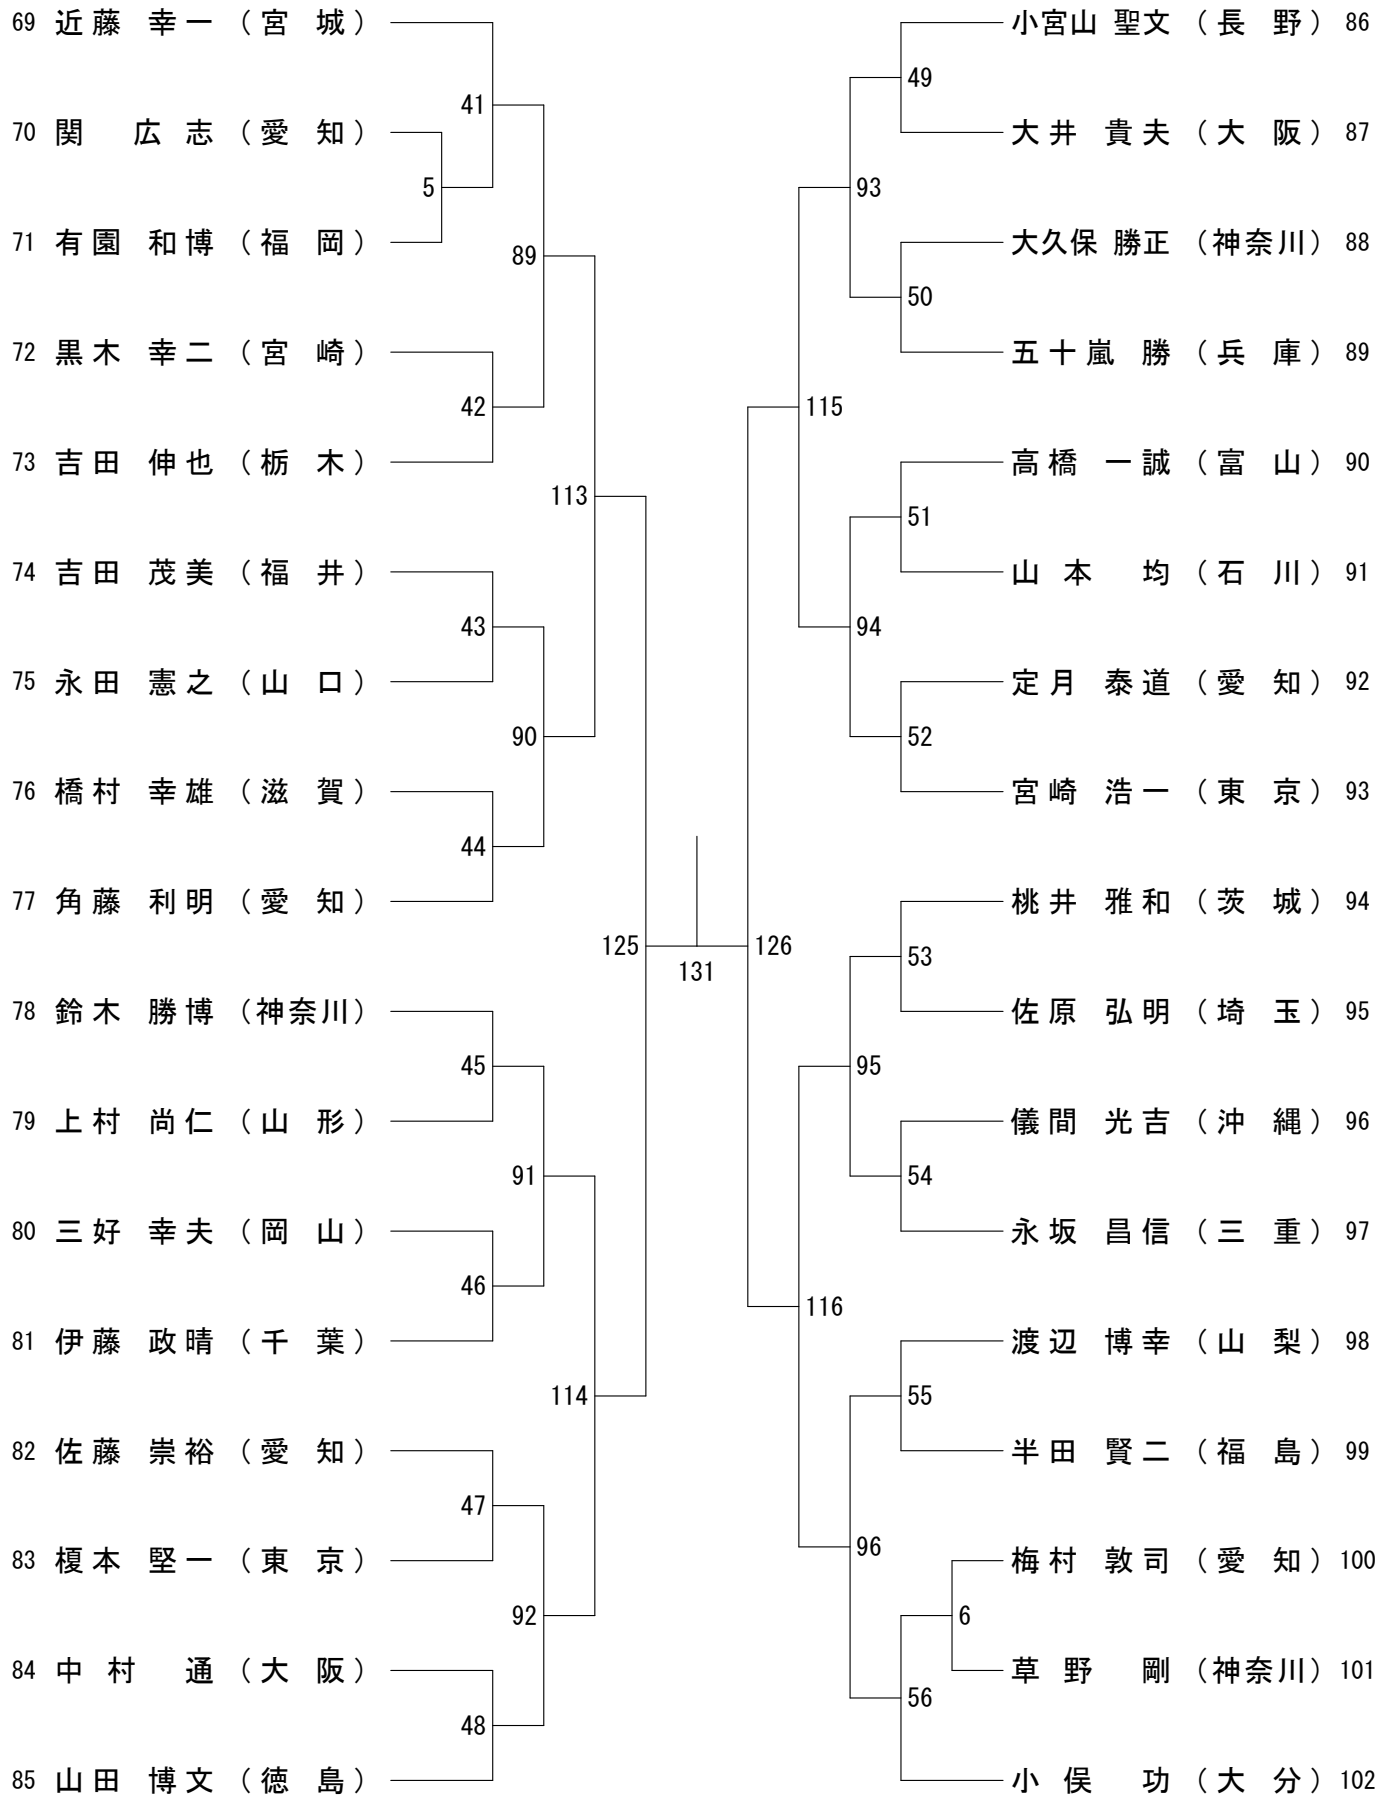 69 近藤 幸一 （宮 城）
41
70 関 広志 （愛 知）
5
71 有園 和博 （福 岡）
89
72 黒木 幸二 （宮 崎）
42
73 吉田 伸也 （栃 木）
113
74 吉田 茂美 （福 井）
43
75 永田 憲之 （山 口）
90
76 橋村 幸雄 （滋 賀）
44
77 角藤 利明 （愛 知）
125
78 鈴木 勝博 （神奈川）
45
79 上村 尚仁 （山 形）
91
80 三好 幸夫 （岡 山）
46
81 伊藤 政晴 （千 葉）
114
82 佐藤 崇裕 （愛 知）
47
83 榎本 堅一 （東 京）
92
84 中村 通 （大 阪）
48
85 山田 博文 （徳 島）
131
小宮山 聖文 （長 野） 86
49
大井 貴夫 （大 阪） 87
93
大久保 勝正 （神奈川） 88
50
五十嵐 勝 （兵 庫） 89
115
高橋 一誠 （富 山） 90
51
山本 均 （石 川） 91
94
定月 泰道 （愛 知） 92
52
宮崎 浩一 （東 京） 93
126
桃井 雅和 （茨 城） 94
53
佐原 弘明 （埼 玉） 95
95
儀間 光吉 （沖 縄） 96
54
永坂 昌信 （三 重） 97
116
渡辺 博幸 （山 梨） 98
55
半田 賢二 （福 島） 99
96
梅村 敦司 （愛 知） 100
6
草野 剛 （神奈川） 101
56
小俣 功 （大 分） 102